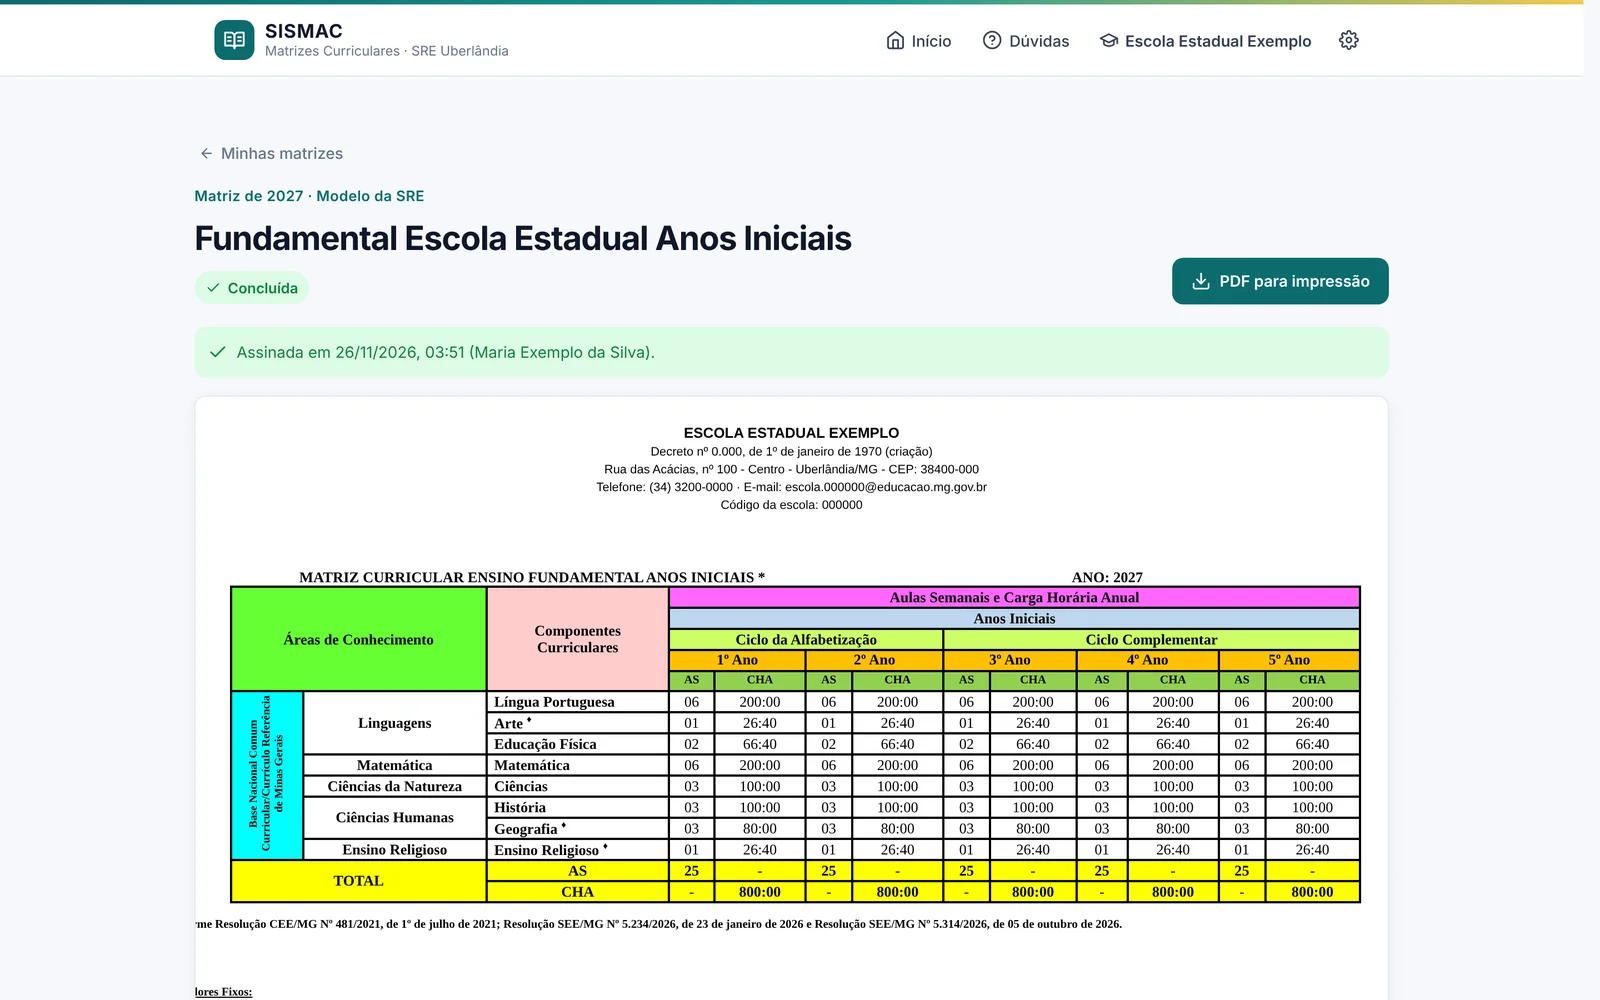 SISMAC
Matrizes Curriculares · SRE Uberlândia
Início
Dúvidas
Escola Estadual Exemplo
Minhas matrizes
Matriz de 2027 · Modelo da SRE
Fundamental Escola Estadual Anos Iniciais
Concluída
PDF para impressão
Assinada em 26/11/2026, 03:51 (Maria Exemplo da Silva).
ESCOLA ESTADUAL EXEMPLO
Decreto nº 0.000, de 1º de janeiro de 1970 (criação)
Rua das Acácias, nº 100 - Centro - Uberlândia/MG - CEP: 38400-000
Telefone: (34) 3200-0000 · E-mail: escola.000000@educacao.mg.gov.br
Código da escola: 000000
MATRIZ CURRICULAR ENSINO FUNDAMENTAL ANOS INICIAIS * ANO: 2027
Áreas de Conhecimento
Componentes
Curriculares
Aulas Semanais e Carga Horária Anual
Anos Iniciais
Ciclo da Alfabetização Ciclo Complementar
1º Ano 2º Ano 3º Ano 4º Ano 5º Ano
AS CHA AS CHA AS CHA AS CHA AS CHA
Base Nacional Comum
Curricular/Currículo Referência
de Minas Gerais
Linguagens
Língua Portuguesa 06 200:00 06 200:00 06 200:00 06 200:00 06 200:00
Arte ♦ 01 26:40 01 26:40 01 26:40 01 26:40 01 26:40
Educação Física 02 66:40 02 66:40 02 66:40 02 66:40 02 66:40
Matemática Matemática 06 200:00 06 200:00 06 200:00 06 200:00 06 200:00
Ciências da Natureza Ciências 03 100:00 03 100:00 03 100:00 03 100:00 03 100:00
Ciências Humanas
História 03 100:00 03 100:00 03 100:00 03 100:00 03 100:00
Geografia ♦ 03 80:00 03 80:00 03 80:00 03 80:00 03 80:00
Ensino Religioso Ensino Religioso ♦ 01 26:40 01 26:40 01 26:40 01 26:40 01 26:40
TOTAL
AS 25 - 25 - 25 - 25 - 25 -
CHA - 800:00 - 800:00 - 800:00 - 800:00 - 800:00
rme Resolução CEE/MG Nº 481/2021, de 1º de julho de 2021; Resolução SEE/MG Nº 5.234/2026, de 23 de janeiro de 2026 e Resolução SEE/MG Nº 5.314/2026, de 05 de outubro de 2026.
lores Fixos: